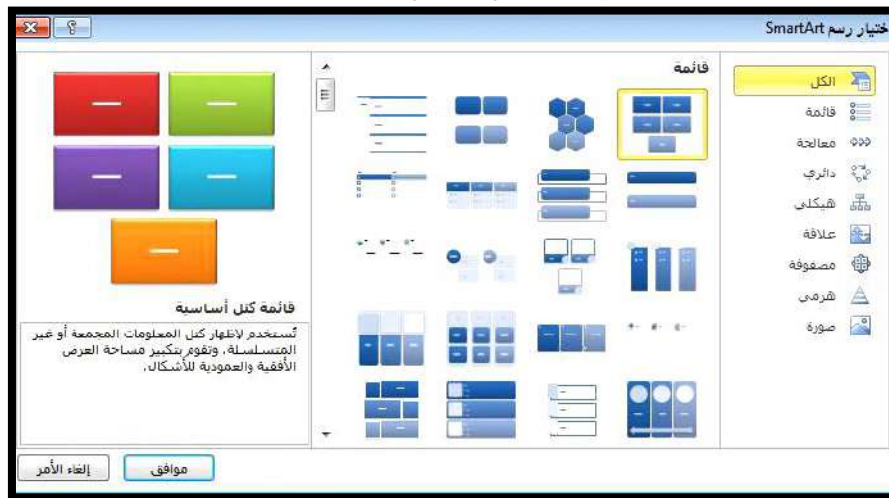 ختيار رسم SmartArt
الكل
قائمة
معالجة
دائري
هيكلي
علاقة
مصفوفة
هرمي
صورة
قائمة
قائمة كتل أساسية
تُستخدم لإظهار كتل المعلومات المجمعة أو غير
المتسلسلة. وتقوم بتكبير مساحة العرض
الأفقية والعمودية للأشكال.
موافق
إلغاء الأمر